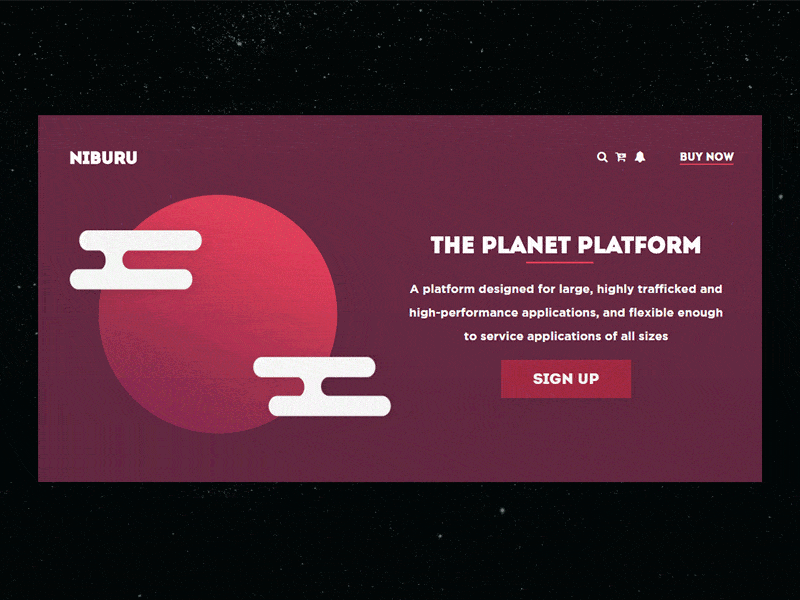 NIBURU
BUY NOW
THE PLANET PLATFORM
A platform designed for large, highly trafficked and
high-performance applications, and flexible enough
to service applications of all sizes
SIGN UP